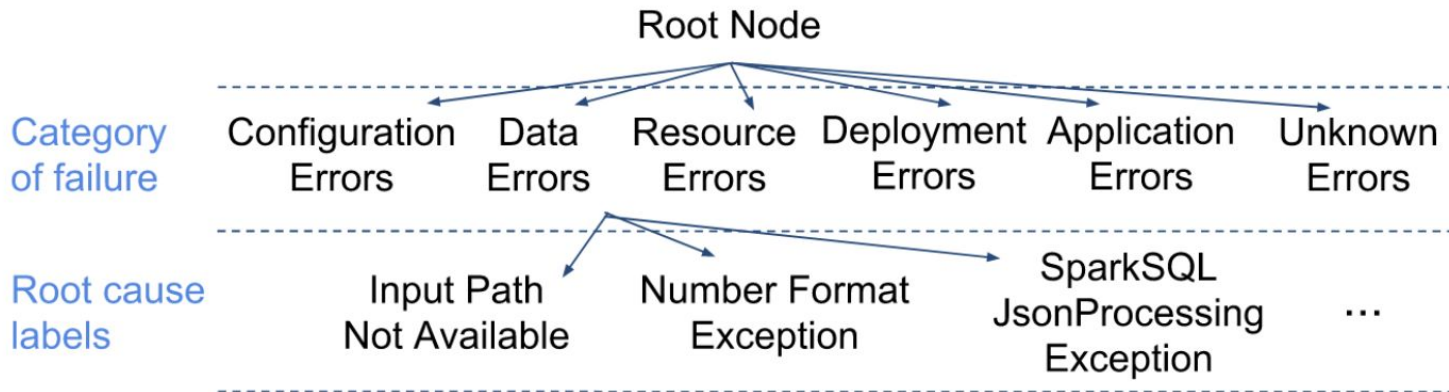 Root Node
Category
of failure
Configuration
Errors
Data
Errors
Resource
Errors
Deployment
Errors
Application
Errors
Unknown
Errors
Root cause
labels
Input Path
Not Available
Number Format
Exception
SparkSQL
JsonProcessing
Exception
...